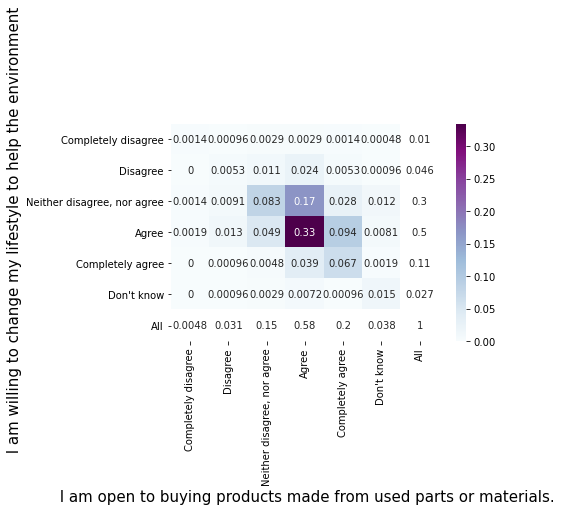 I am willing to change my lifestyle to help the environment
Completely disagree 0.0014 0.00096 0.0029 0.0029 0.0014 0.00048 0.01
Disagree 0 0.0053 0.011 0.024 0.0053 0.00096 0.046
Neither disagree, nor agree 0.0014 0.0091 0.083 0.17 0.028 0.012 0.3
Agree 0.0019 0.013 0.049 0.33 0.094 0.0081 0.5
Completely agree 0 0.00096 0.0048 0.039 0.067 0.0019 0.11
Don't know 0 0.00096 0.0029 0.0072 0.00096 0.015 0.027
All 0.0048 0.031 0.15 0.58 0.2 0.038 1
Completely disagree
Disagree
Neither disagree, nor agree
Agree
Completely agree
Don't know
All
0.30
0.25
0.20
0.15
0.10
0.05
0.00
I am open to buying products made from used parts or materials.